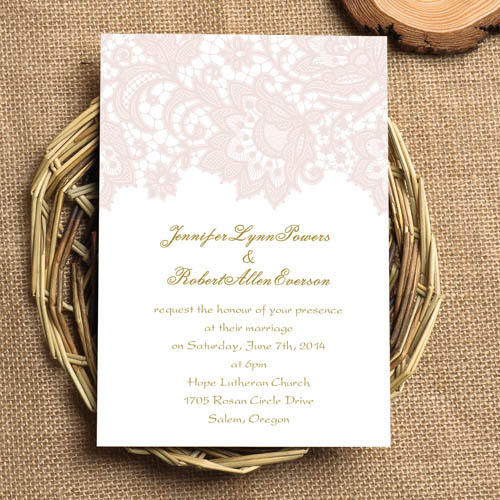 Jennifer Lynn Powers
&
Robert Allen Everson
request the honour of your presence
at their marriage
on Saturday, June 7th, 2014
at 6pm
Hope Lutheran Church
1705 Rosan Circle Drive
Salem, Oregon